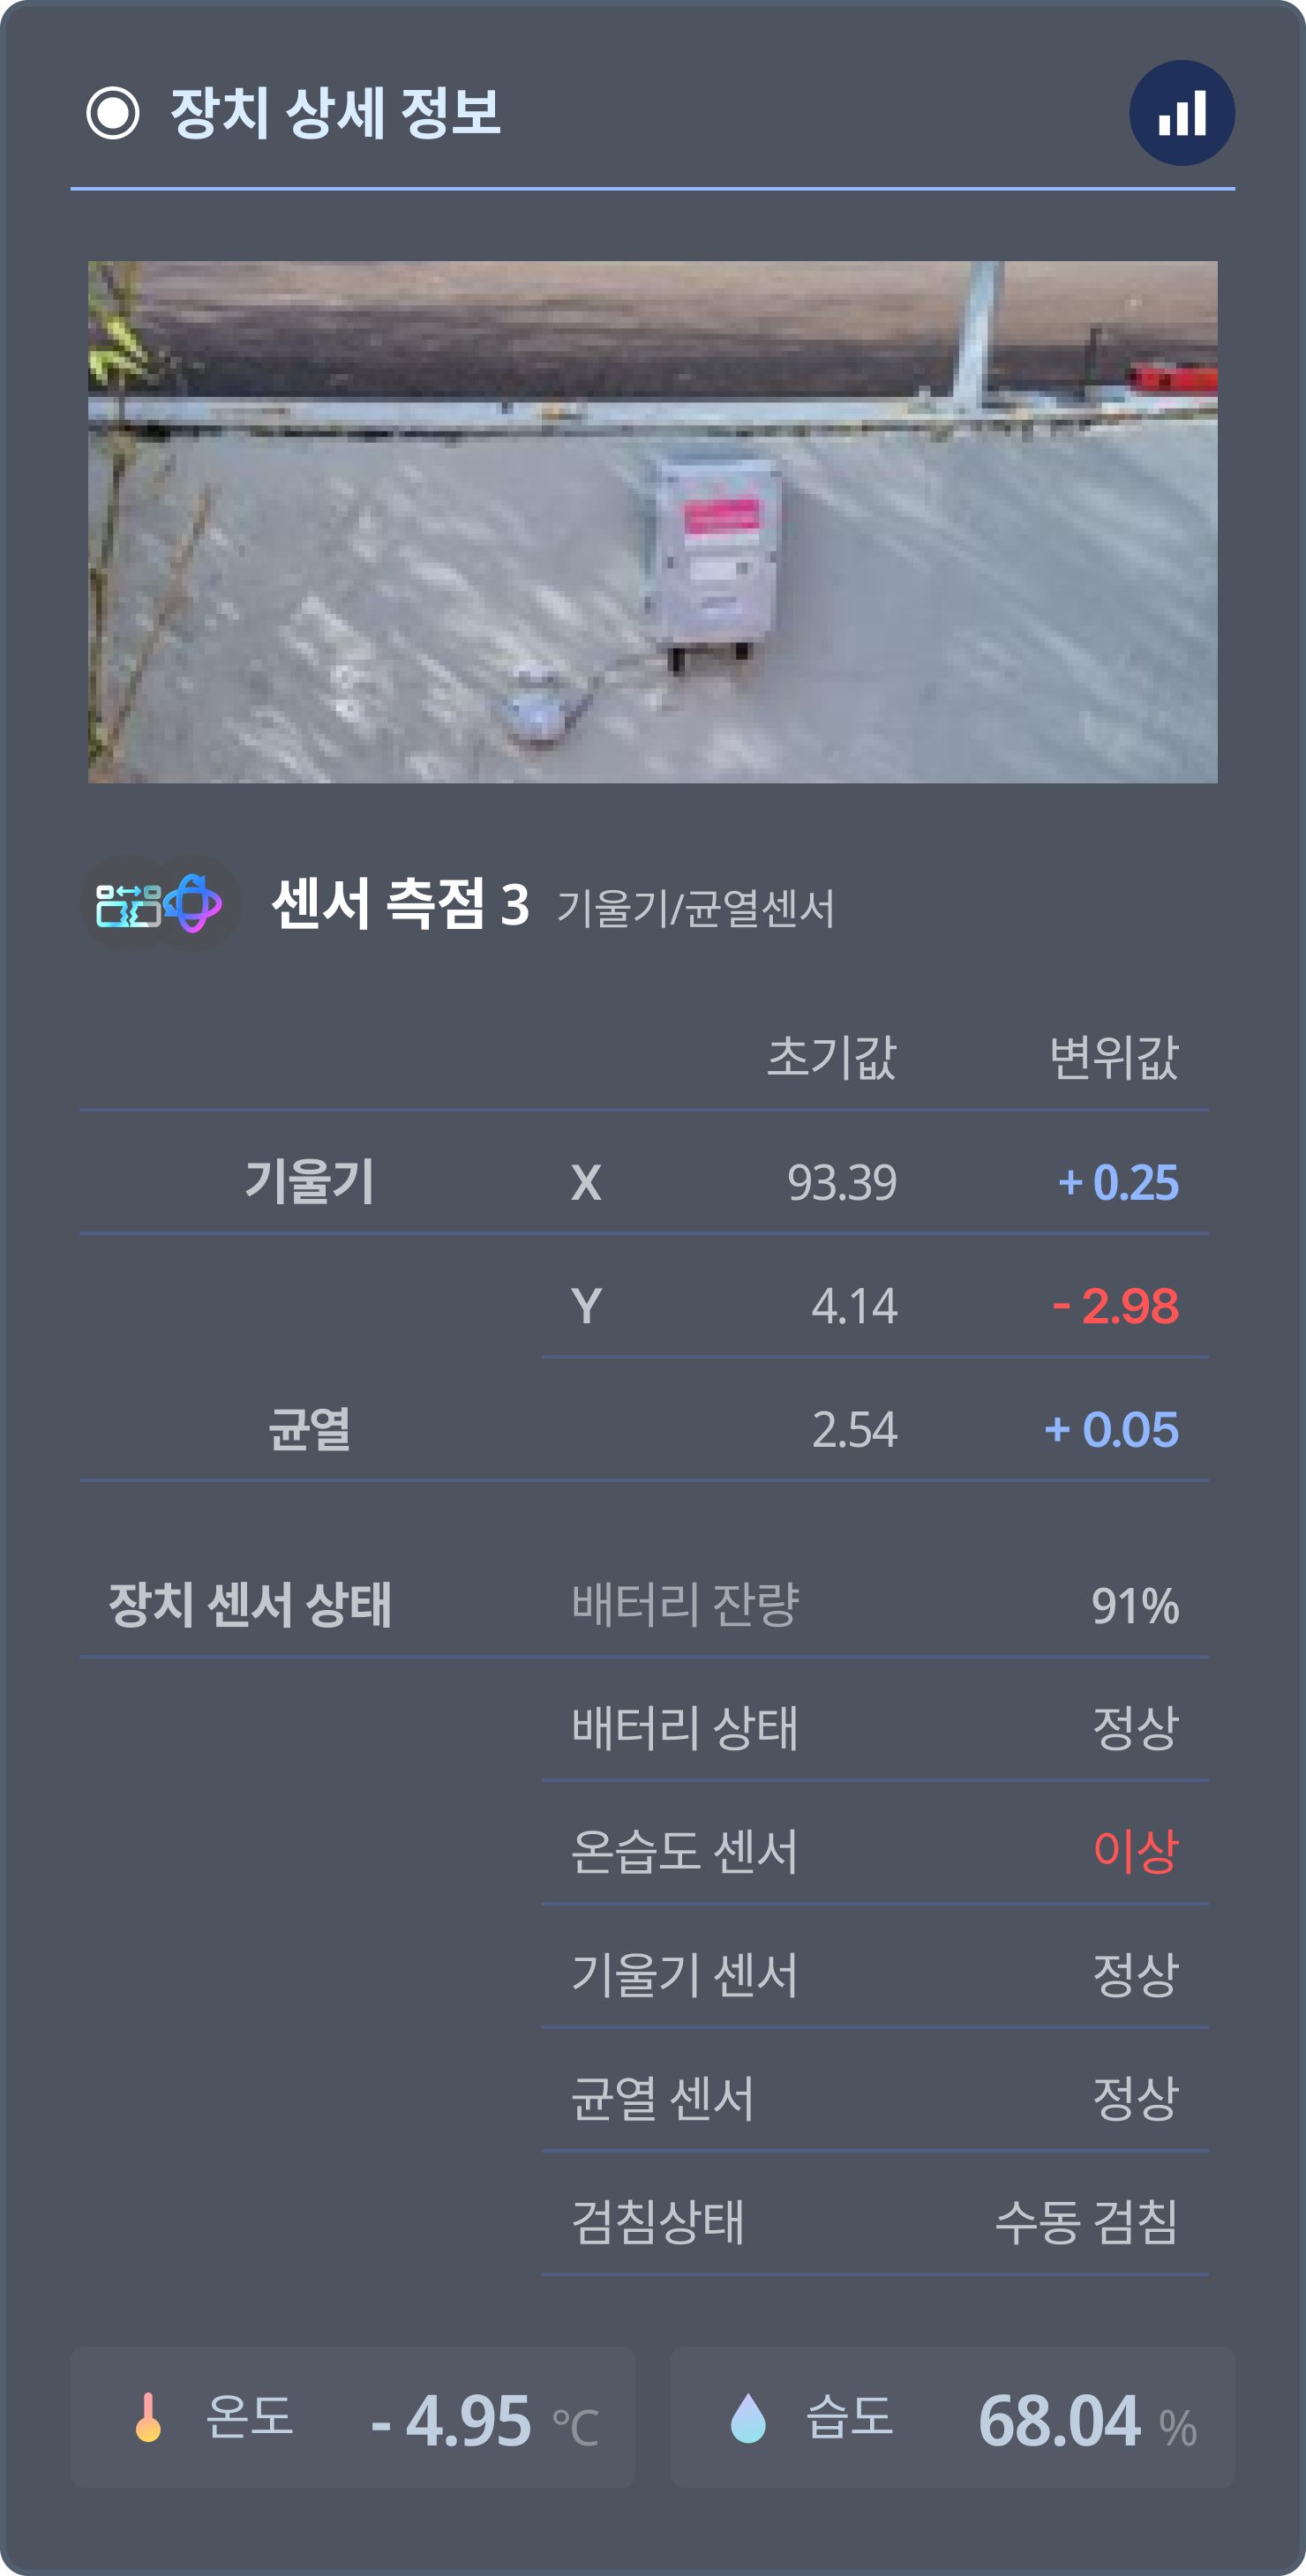 장치 상세 정보
센서 측점 3 기울기/균열센서
초기값 변위값
기울기 X 93.39 + 0.25
Y 4.14 - 2.98
균열 2.54 + 0.05
장치 센서 상태 배터리 잔량 91%
배터리 상태 정상
온습도 센서 이상
기울기 센서 정상
균열 센서 정상
검침상태 수동 검침
온도 - 4.95 °C 습도 68.04 %